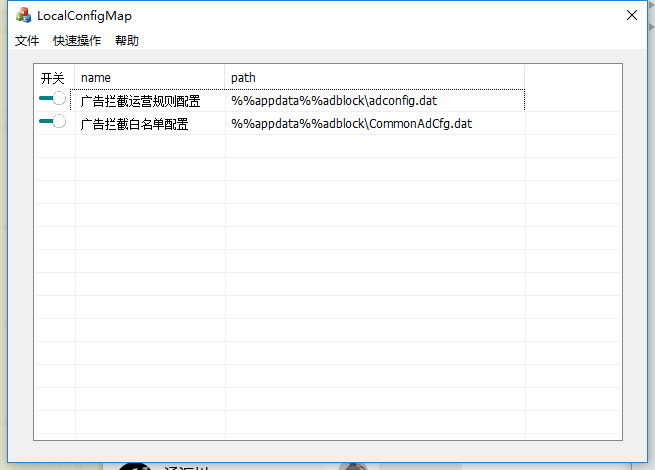 LocalConfigMap
文件 快速操作 帮助
开关 name path
广告拦截运营规则配置 %%appdata%%adblock\adconfig.dat
广告拦截白名单配置 %%appdata%%adblock\CommonAdCfg.dat